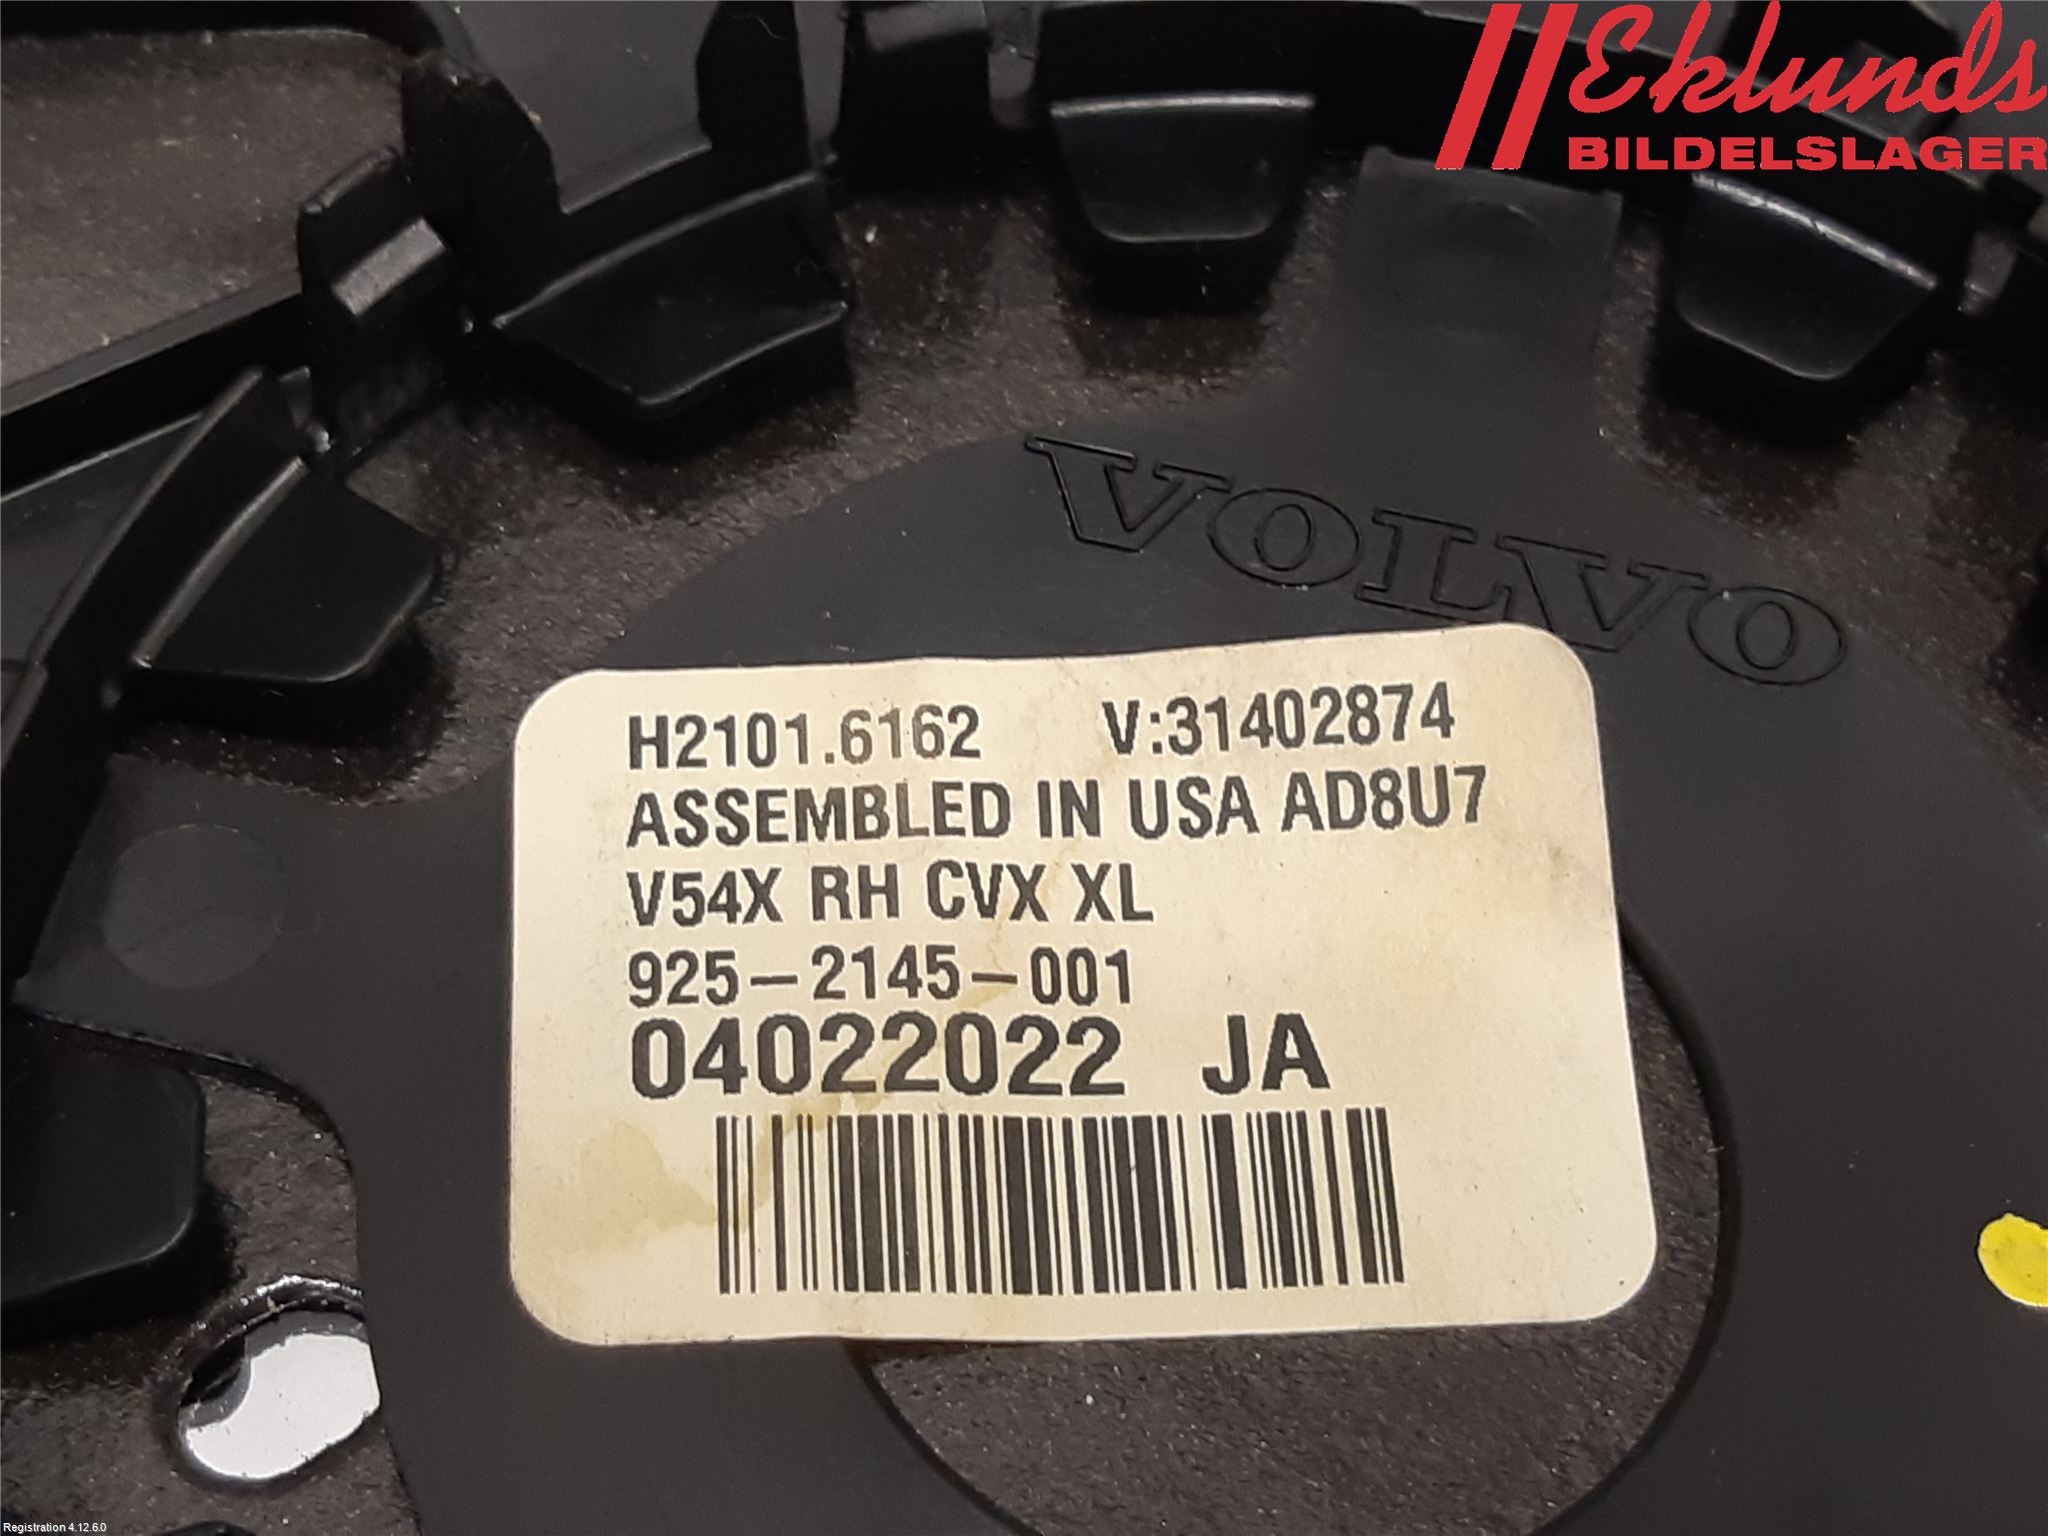 Eklunds
BILDELSLAGER
VOLVO
H2101.6162 V:31402874
ASSEMBLED IN USA AD8U7
V54X RH CVX XL
925-2145-001
04022022 JA
Registration 4.12.6.0